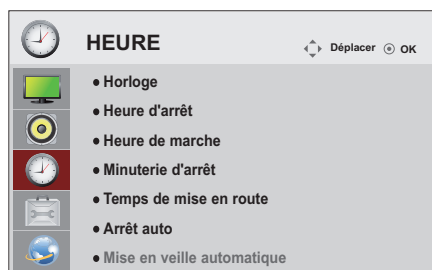 HEURE
Déplacer OK
● Horloge
● Heure d'arrêt
● Heure de marche
● Minuterie d'arrêt
● Temps de mise en route
● Arrêt auto
● Mise en veille automatique